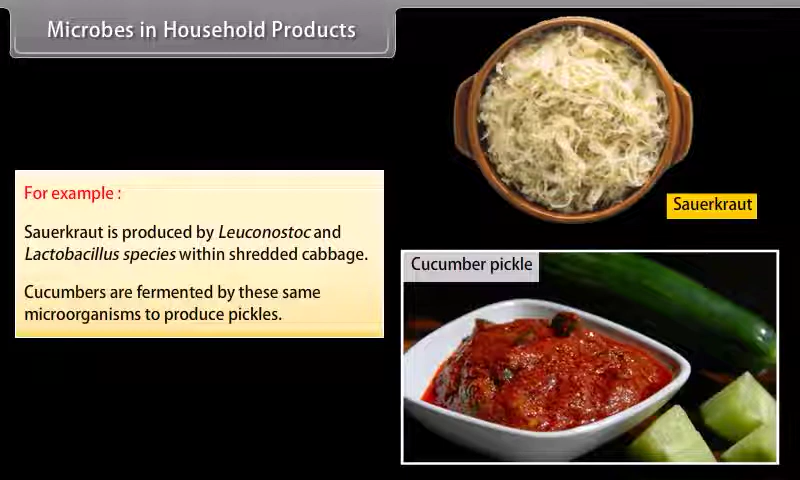 Microbes in Household Products
For example :
Sauerkraut is produced by Leuconostoc and
Lactobacillus species within shredded cabbage.
Cucumbers are fermented by these same
microorganisms to produce pickles.
Sauerkraut
Cucumber pickle